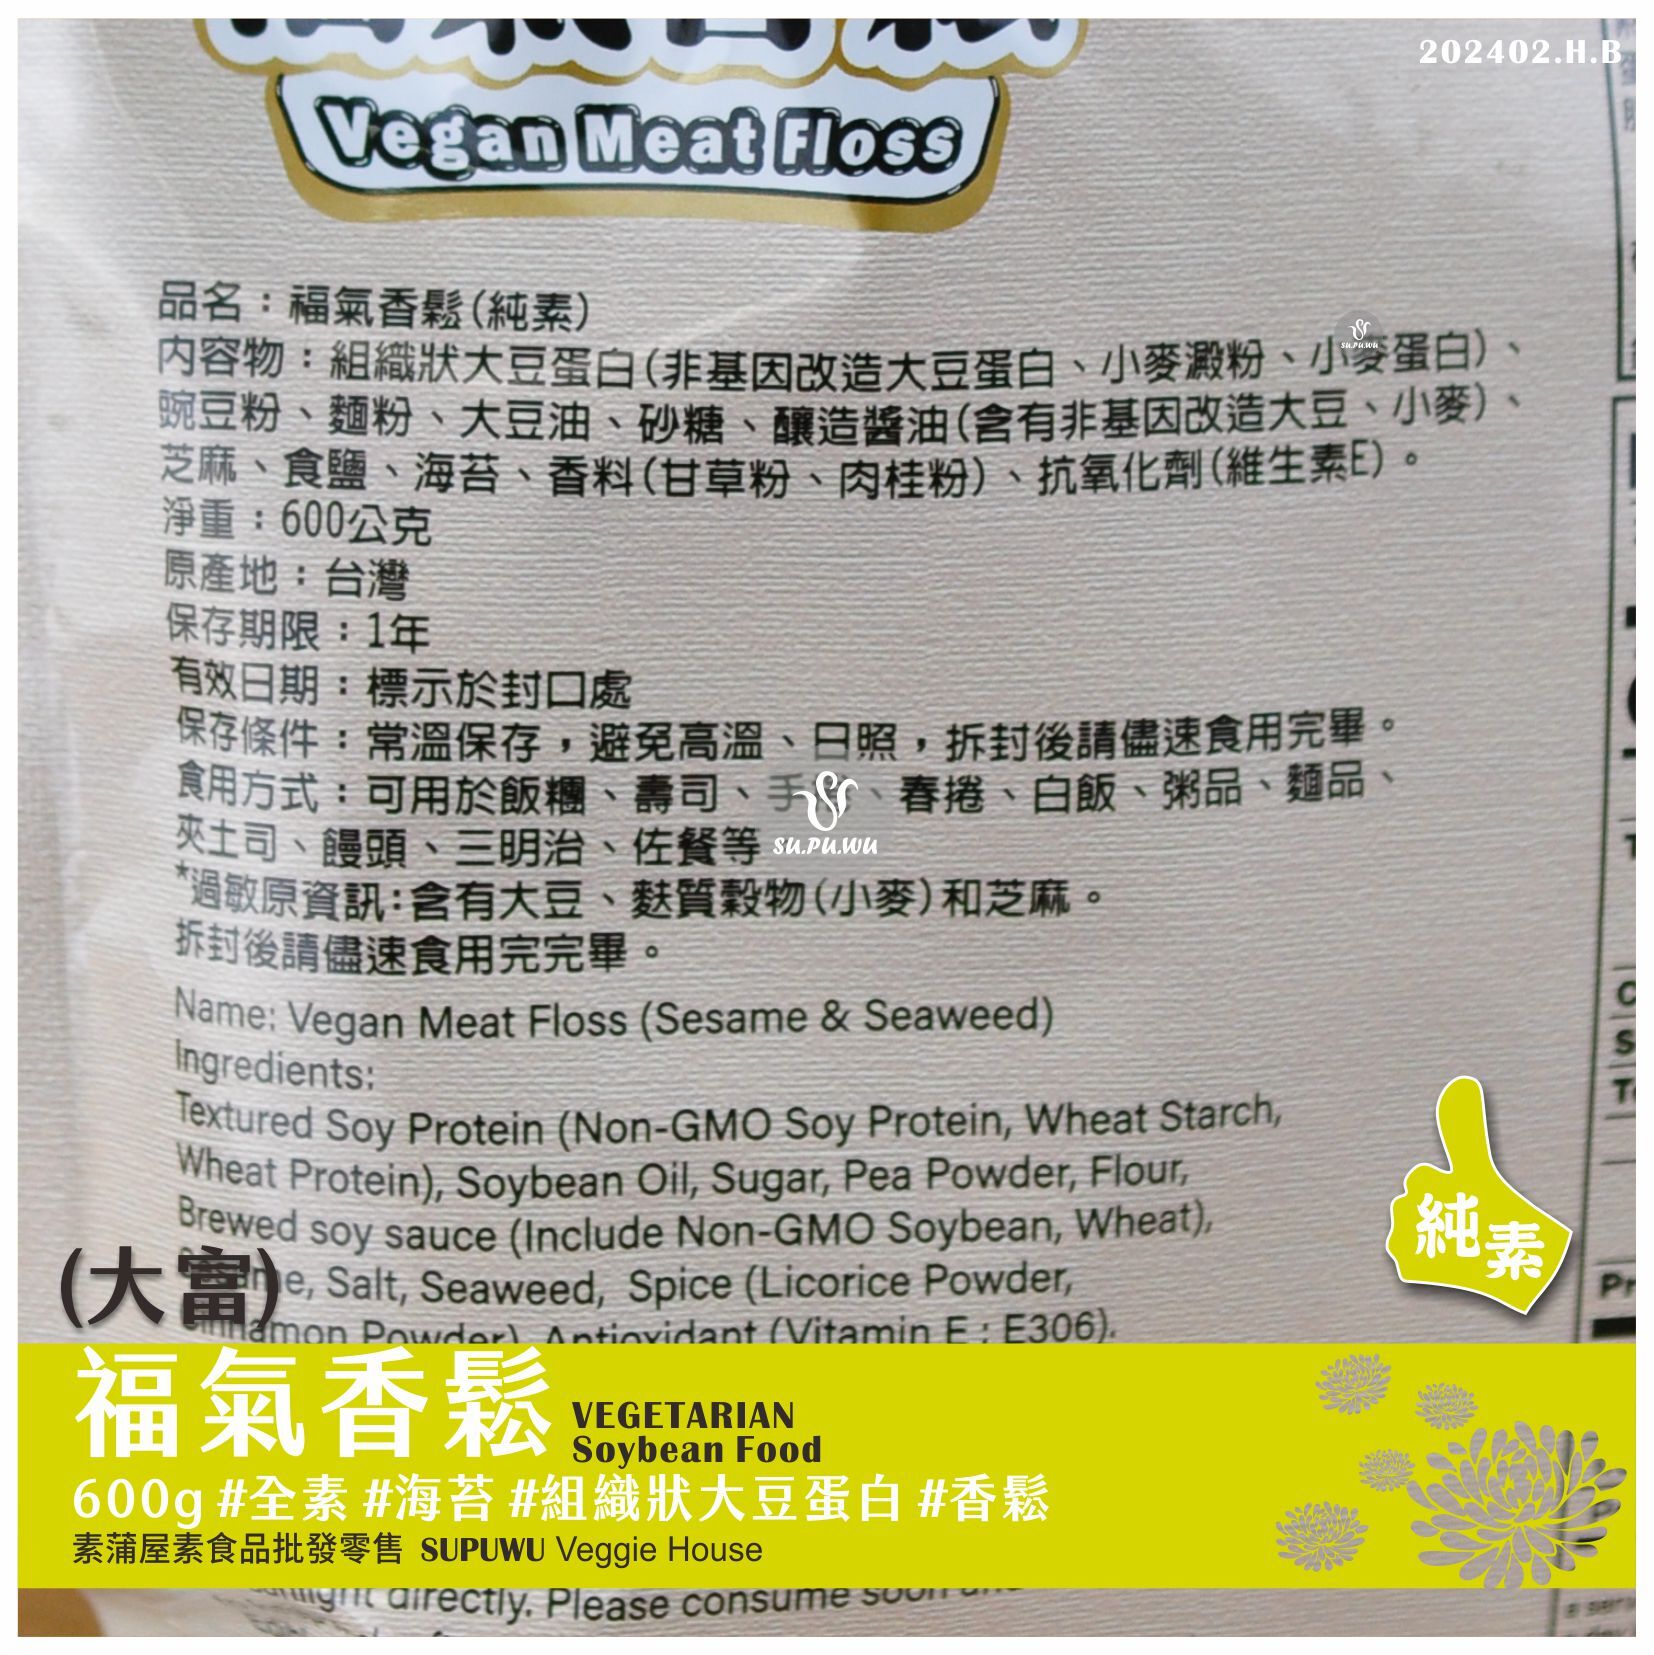 202402.H.B
Vegan Meat Floss
品名：福氣香鬆(純素)
內容物：組織狀大豆蛋白(非基因改造大豆蛋白、小麥澱粉、小麥蛋白)、
豌豆粉、麵粉、大豆油、砂糖、釀造醬油(含有非基因改造大豆、小麥)、
芝麻、食鹽、海苔、香料(甘草粉、肉桂粉)、抗氧化劑(維生素E)。
淨重：600公克
原產地：台灣
保存期限：1年
有效日期：標示於封口處
保存條件：常溫保存，避免高溫、日照，拆封後請儘速食用完畢。
食用方式：可用於飯糰、壽司、手捲、春捲、白飯、粥品、麵品、
夾土司、饅頭、三明治、佐餐等
su.pu.wu
su.pu.wu
*過敏原資訊:含有大豆、麩質穀物(小麥)和芝麻。
拆封後請儘速食用完完畢。
Name: Vegan Meat Floss (Sesame & Seaweed)
Ingredients:
Textured Soy Protein (Non-GMO Soy Protein, Wheat Starch,
Wheat Protein), Soybean Oil, Sugar, Pea Powder, Flour,
Brewed soy sauce (Include Non-GMO Soybean, Wheat),
Sesame, Salt, Seaweed, Spice (Licorice Powder,
Cinnamon Powder), Antioxidant (Vitamin E : E306).
純素
(大富)
福氣香鬆
VEGETARIAN
Soybean Food
600g #全素 #海苔 #組織狀大豆蛋白 #香鬆
素蒲屋素食品批發零售 SUPUWU Veggie House
directly. Please consume soon